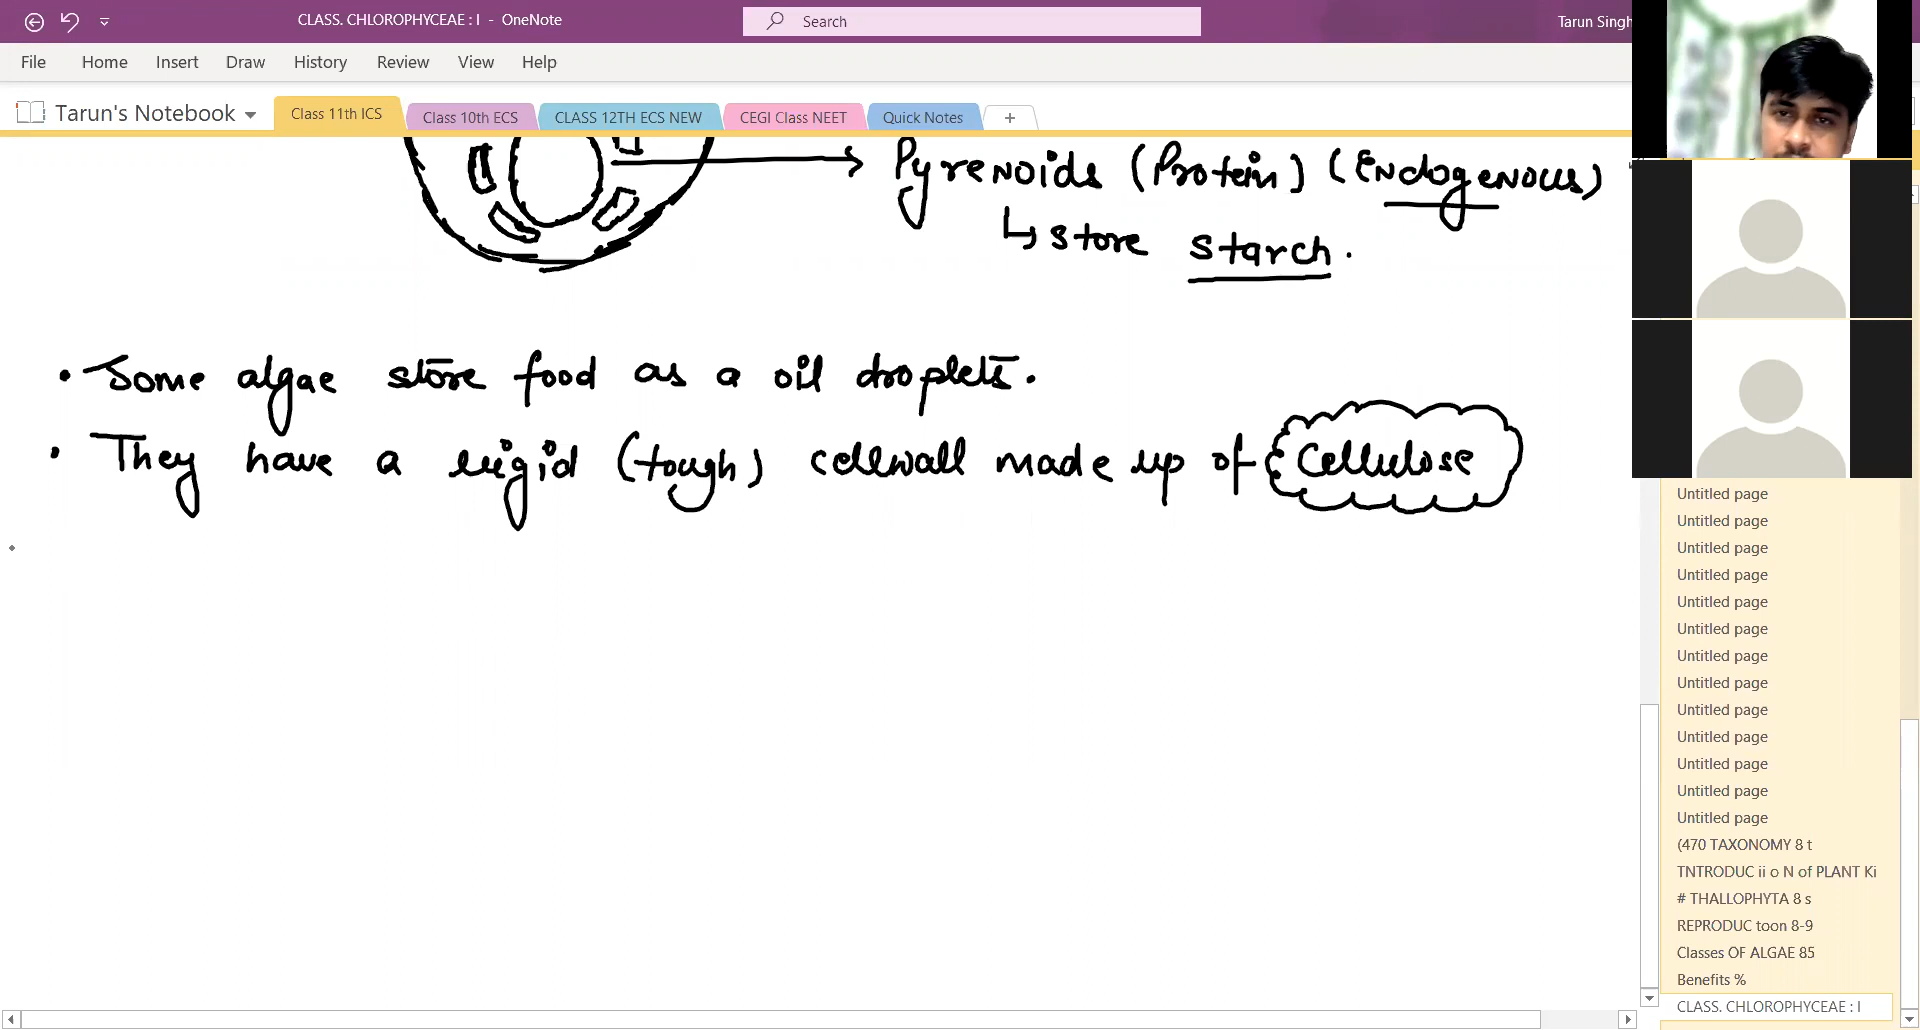 CLASS. CHLOROPHYCEAE : I - OneNote
Search
Tarun Singh
File Home Insert Draw History Review View Help
Tarun's Notebook
Class 11th ICS
Class 10th ECS
CLASS 12TH ECS NEW
CEGI Class NEET
Quick Notes
+
Pyrenoids (Protein) (Endogenous)
↳ store starch.
• Some algae store food as a oil droplets.
• They have a rigid (tough) cellwall made up of Cellulose
Untitled page
Untitled page
Untitled page
Untitled page
Untitled page
Untitled page
Untitled page
Untitled page
Untitled page
Untitled page
Untitled page
Untitled page
Untitled page
(470 TAXONOMY 8 t
TNTRODUC ii o N of PLANT Ki
# THALLOPHYTA 8 s
REPRODUC toon 8-9
Classes OF ALGAE 85
Benefits %
CLASS. CHLOROPHYCEAE : I